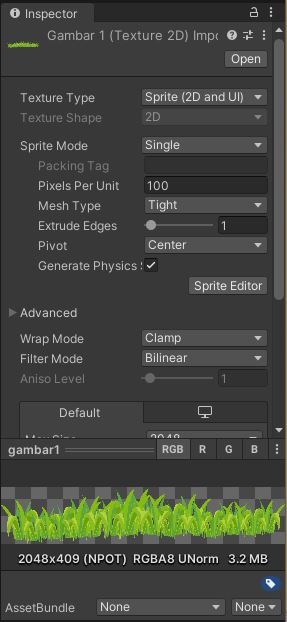 Inspector
Gambar 1 (Texture 2D) Impo
Open
Texture Type Sprite (2D and UI)
Texture Shape 2D
Sprite Mode Single
Packing Tag
Pixels Per Unit 100
Mesh Type Tight
Extrude Edges 1
Pivot Center
Generate Physics S
Sprite Editor
Advanced
Wrap Mode Clamp
Filter Mode Bilinear
Aniso Level 1
Default
Max Size 2048
gambar1 RGB R G B
2048x409 (NPOT) RGBA8 UNorm 3.2 MB
AssetBundle None None